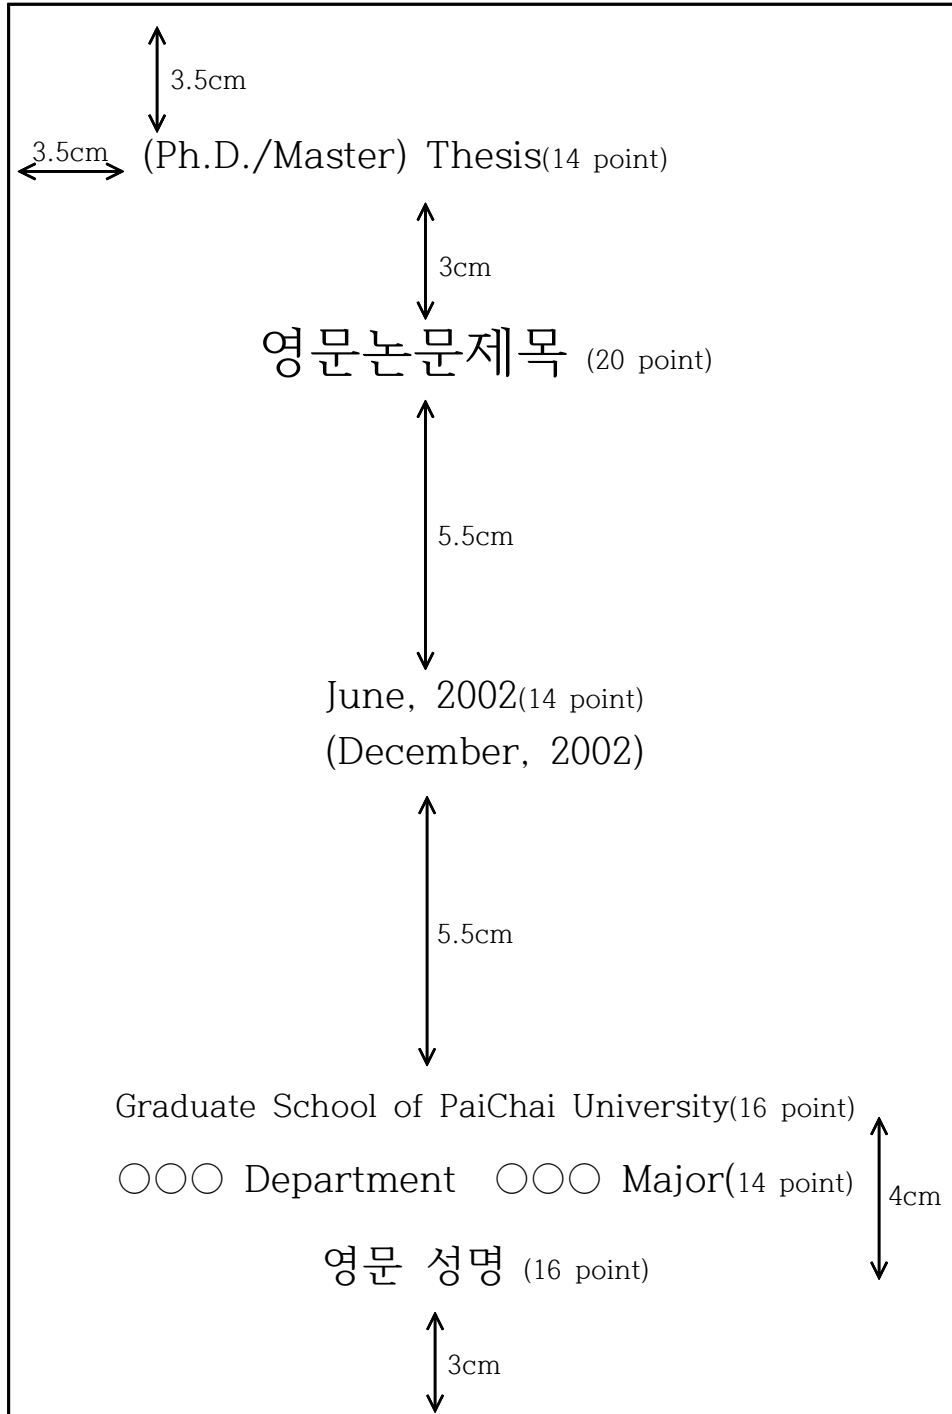 3.5cm
3.5cm (Ph.D./Master) Thesis(14 point)
3cm
영문논문제목 (20 point)
5.5cm
June, 2002(14 point)
(December, 2002)
5.5cm
Graduate School of PaiChai University(16 point)
○○○ Department ○○○ Major(14 point)
4cm
영문 성명 (16 point)
3cm